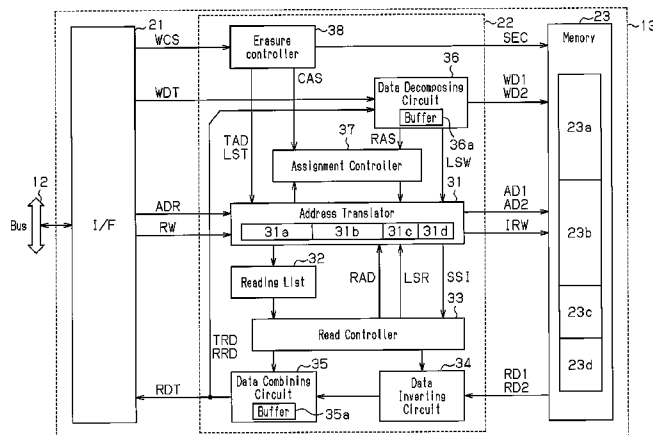 21
22
23
13
WCS
Erasure
controller
38
SEC
Memory
CAS
36
WDT
Data Decomposing
Circuit
Buffer
WD1
WD2
36a
23a
TAD
LST
37
RAS
LSW
Assignment Controller
12
31
Bus
I/F
ADR
RW
Address Translator
31a
31b
31c
31d
AD1
AD2
IRW
23b
32
Reading List
RAD
LSR
SSI
33
23c
Read Controller
TRD
RRD
35
34
23d
RDT
Data Combining
Circuit
Buffer
35a
Data
Inverting
Circuit
RD1
RD2